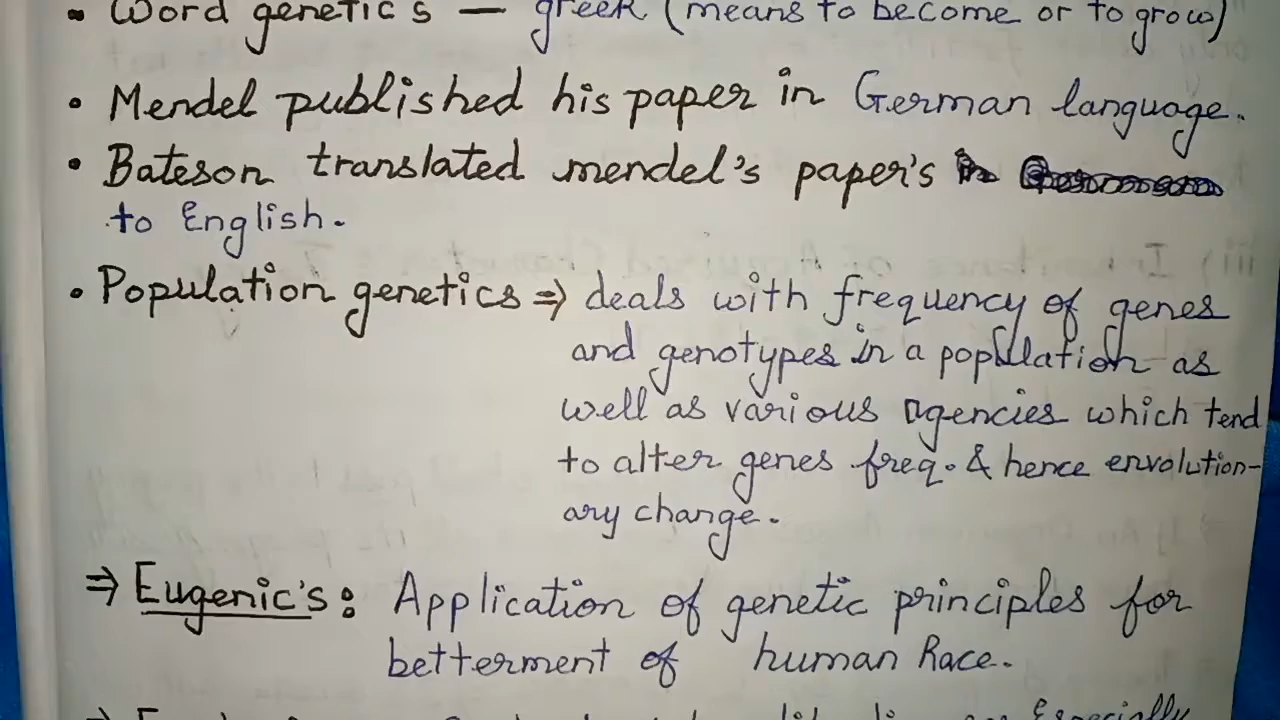 • Word genetics — greek (means to become or to grow)
• Mendel published his paper in German language.
• Bateson translated mendel's paper's in
to English.
• Population genetics ⇒ deals with frequency of genes
and genotypes in a population as
well as various agencies which tend
to alter genes freq. & hence envolution-
ary change.
⇒ Eugenic's: Application of genetic principles for
betterment of human Race.
Especially